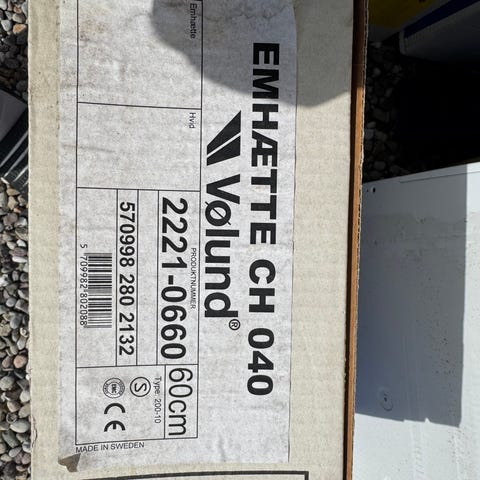 EMHÆTTE CH 040
Vølund®
Emhætte
Hvid
PRODUKTNUMMER
2221-0660
60cm
570998 280 2132
Type: 200-10
5 709982 802088
S
CE
MADE IN SWEDEN